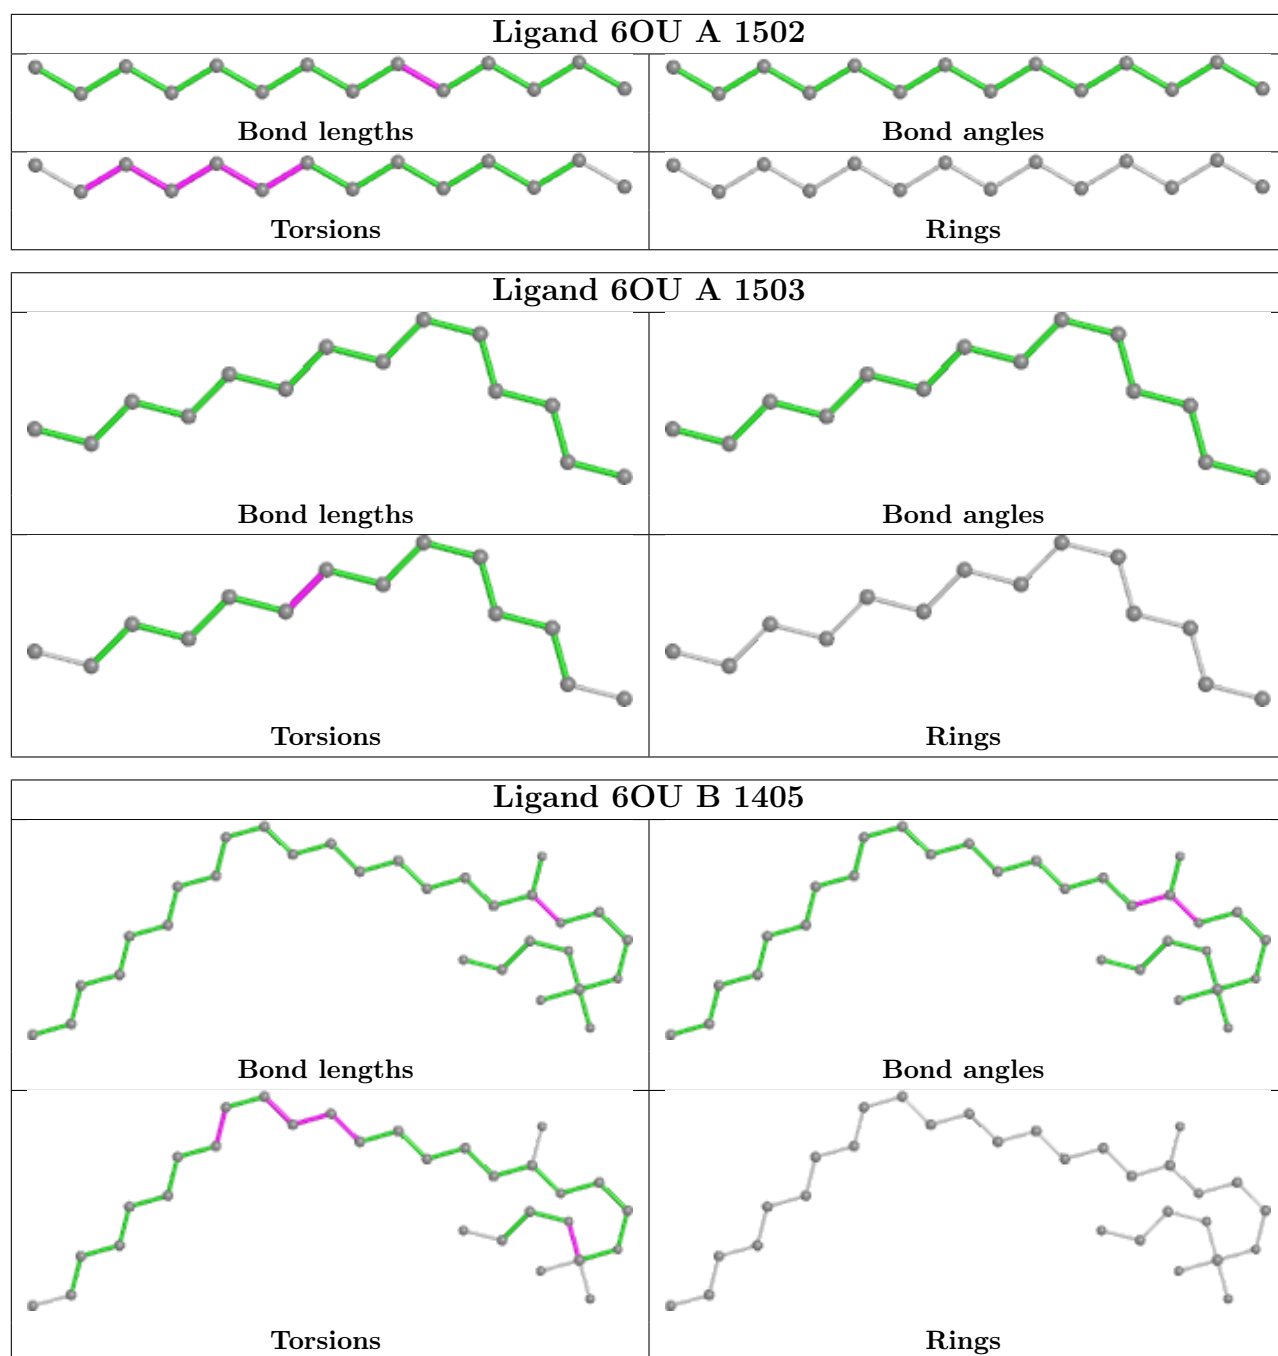 Ligand 6OU A 1502
Bond lengths
Bond angles
Torsions
Rings
Ligand 6OU A 1503
Bond lengths
Bond angles
Torsions
Rings
Ligand 6OU B 1405
Bond lengths
Bond angles
Torsions
Rings